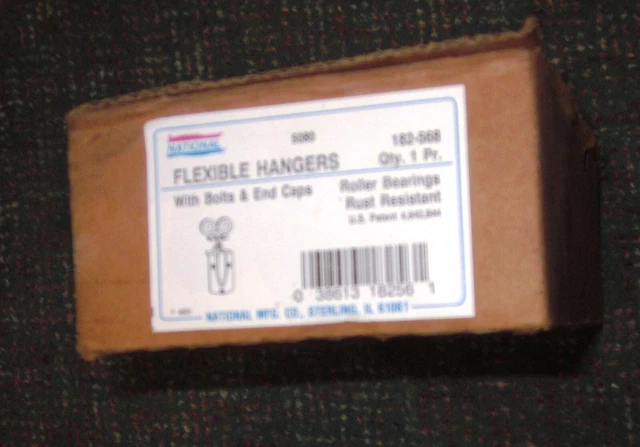 NATIONAL
5080
182-568
FLEXIBLE HANGERS
Qty. 1 Pr.
With Bolts & End Caps
Roller Bearings
Rust Resistant
U.S. Patent
0 38613 18256 1
NATIONAL MFG. CO., STERLING, IL 61081